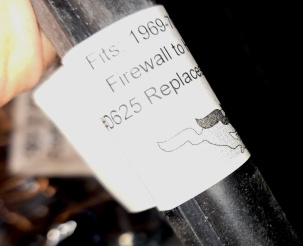 Fits 1969-
Firewall to
0625 Replace